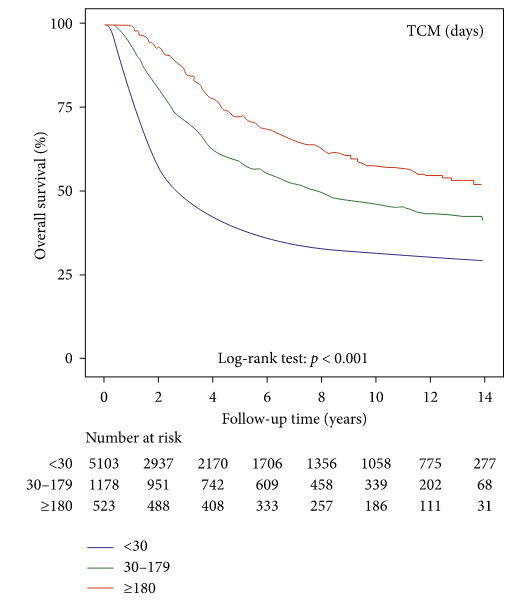 TCM (days)
100
75
50
25
0
Overall survival (%)
Log-rank test: p < 0.001
0 2 4 6 8 10 12 14
Follow-up time (years)
Number at risk
<30 5103 2937 2170 1706 1356 1058 775 277
30–179 1178 951 742 609 458 339 202 68
≥180 523 488 408 333 257 186 111 31
<30
30–179
≥180